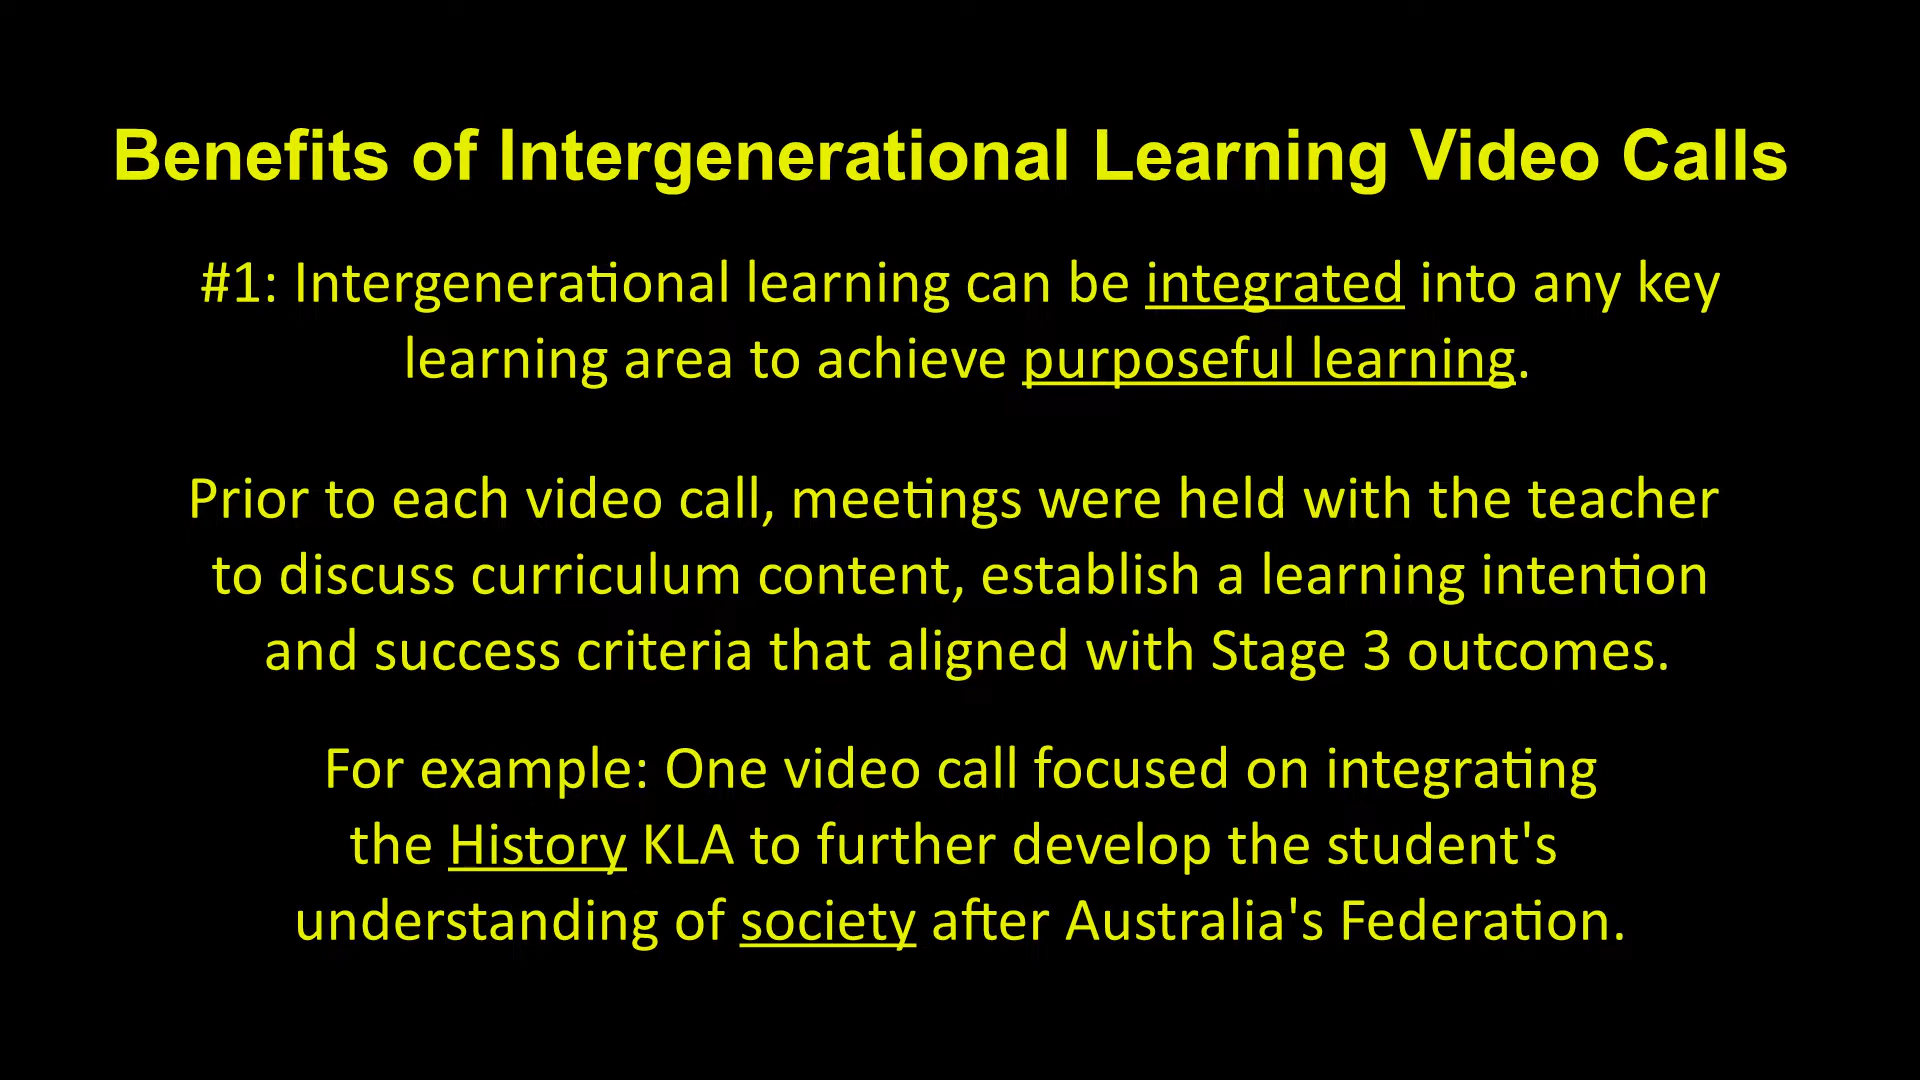 Benefits of Intergenerational Learning Video Calls
#1: Intergenerational learning can be integrated into any key
learning area to achieve purposeful learning.
Prior to each video call, meetings were held with the teacher
to discuss curriculum content, establish a learning intention
and success criteria that aligned with Stage 3 outcomes.
For example: One video call focused on integrating
the History KLA to further develop the student's
understanding of society after Australia's Federation.